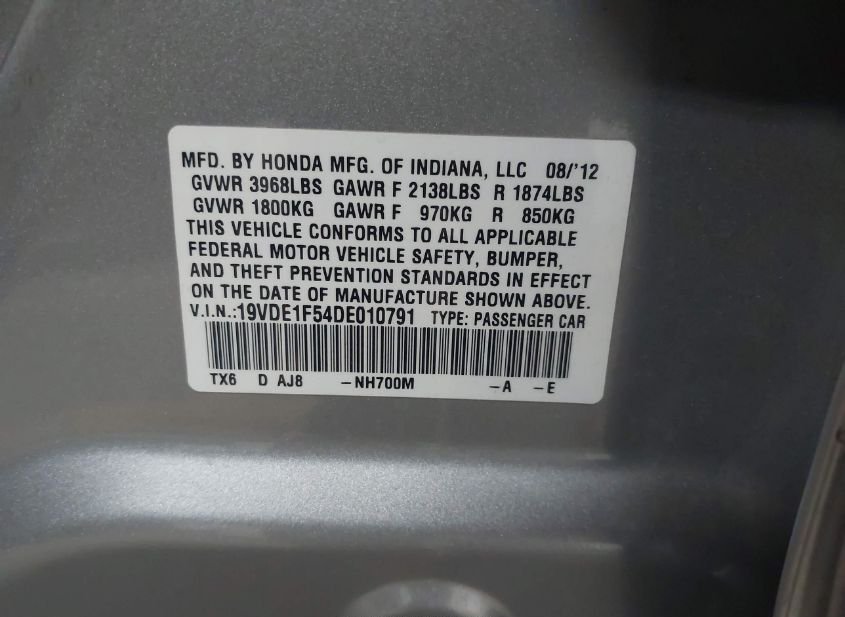 MFD. BY HONDA MFG. OF INDIANA, LLC 08/'12
GVWR 3968LBS GAWR F 2138LBS R 1874LBS
GVWR 1800KG GAWR F 970KG R 850KG
THIS VEHICLE CONFORMS TO ALL APPLICABLE
FEDERAL MOTOR VEHICLE SAFETY, BUMPER,
AND THEFT PREVENTION STANDARDS IN EFFECT
ON THE DATE OF MANUFACTURE SHOWN ABOVE.
V.I.N.:19VDE1F54DE010791 TYPE: PASSENGER CAR
TX6 D AJ8 -NH700M -A -E